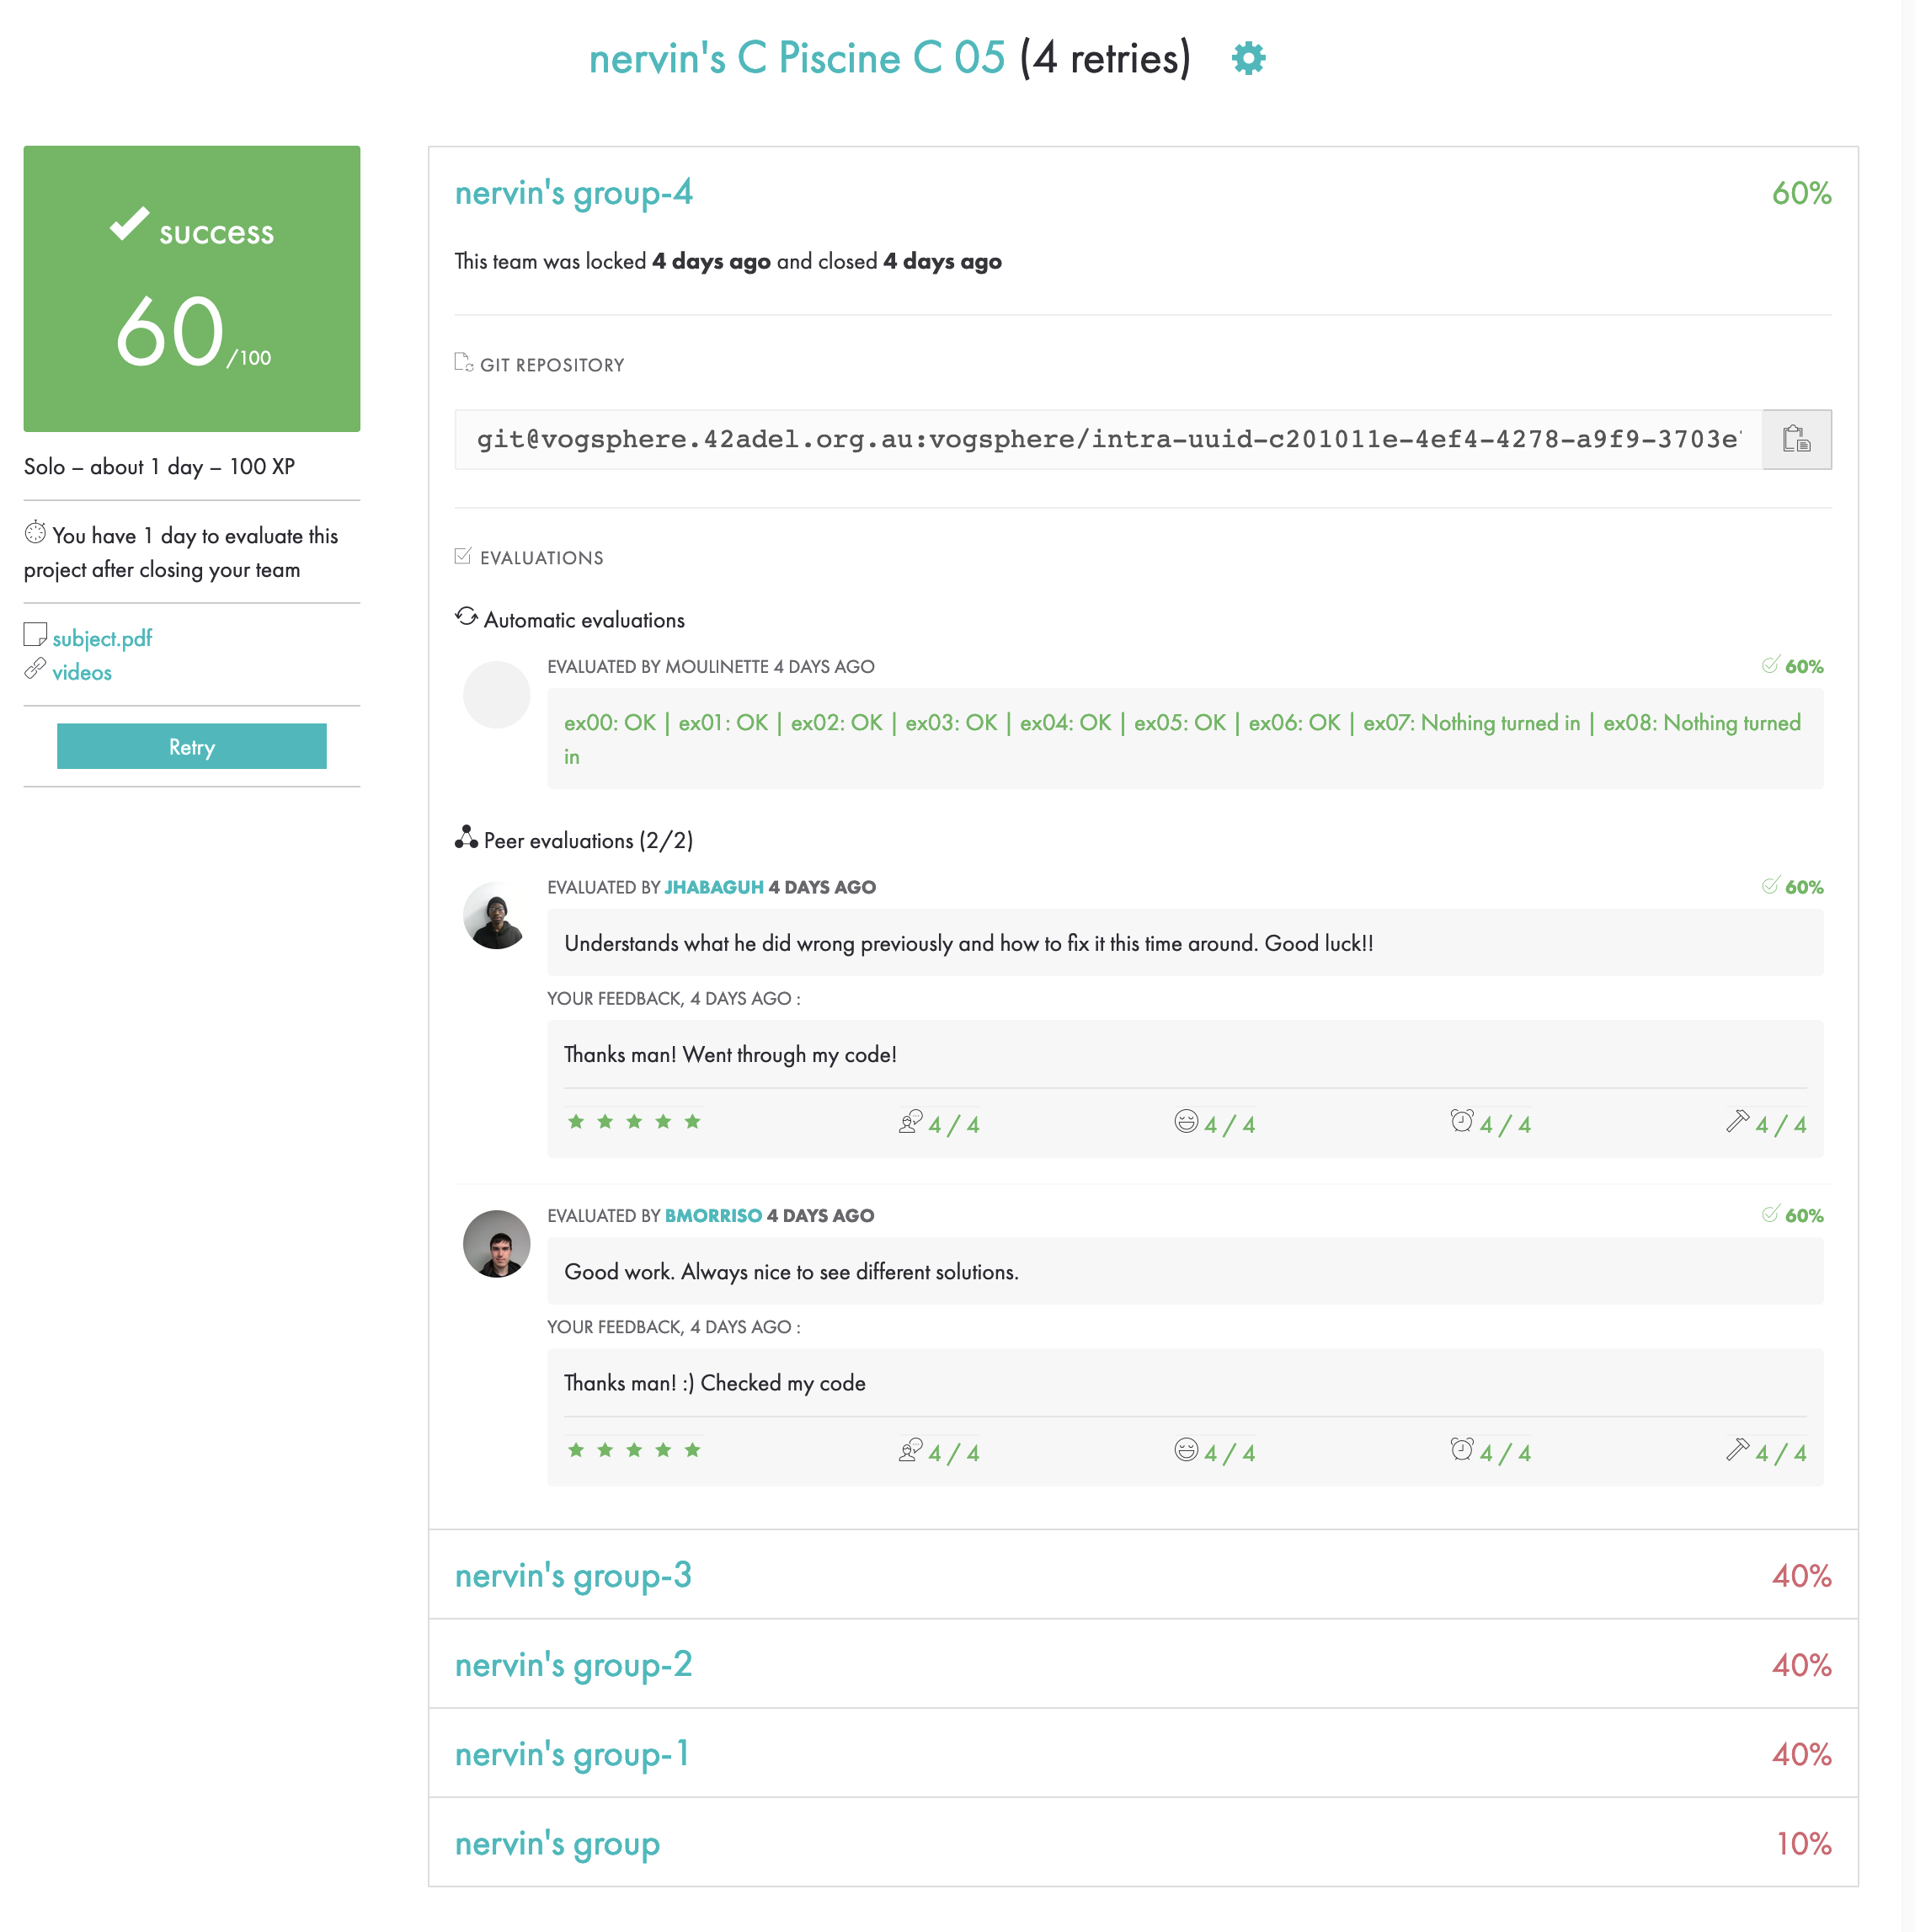 nervin's C Piscine C 05 (4 retries)
success
60/100
Solo – about 1 day – 100 XP
You have 1 day to evaluate this
project after closing your team
subject.pdf
videos
Retry
nervin's group-4 60%
This team was locked 4 days ago and closed 4 days ago
GIT REPOSITORY
git@vogsphere.42adel.org.au:vogsphere/intra-uuid-c201011e-4ef4-4278-a9f9-3703e
EVALUATIONS
Automatic evaluations
EVALUATED BY MOULINETTE 4 DAYS AGO 60%
ex00: OK | ex01: OK | ex02: OK | ex03: OK | ex04: OK | ex05: OK | ex06: OK | ex07: Nothing turned in | ex08: Nothing turned
in
Peer evaluations (2/2)
EVALUATED BY JHABAGUH 4 DAYS AGO 60%
Understands what he did wrong previously and how to fix it this time around. Good luck!!
YOUR FEEDBACK, 4 DAYS AGO :
Thanks man! Went through my code!
4 / 4 4 / 4 4 / 4 4 / 4
EVALUATED BY BMORRISO 4 DAYS AGO 60%
Good work. Always nice to see different solutions.
YOUR FEEDBACK, 4 DAYS AGO :
Thanks man! :) Checked my code
4 / 4 4 / 4 4 / 4 4 / 4
nervin's group-3 40%
nervin's group-2 40%
nervin's group-1 40%
nervin's group 10%